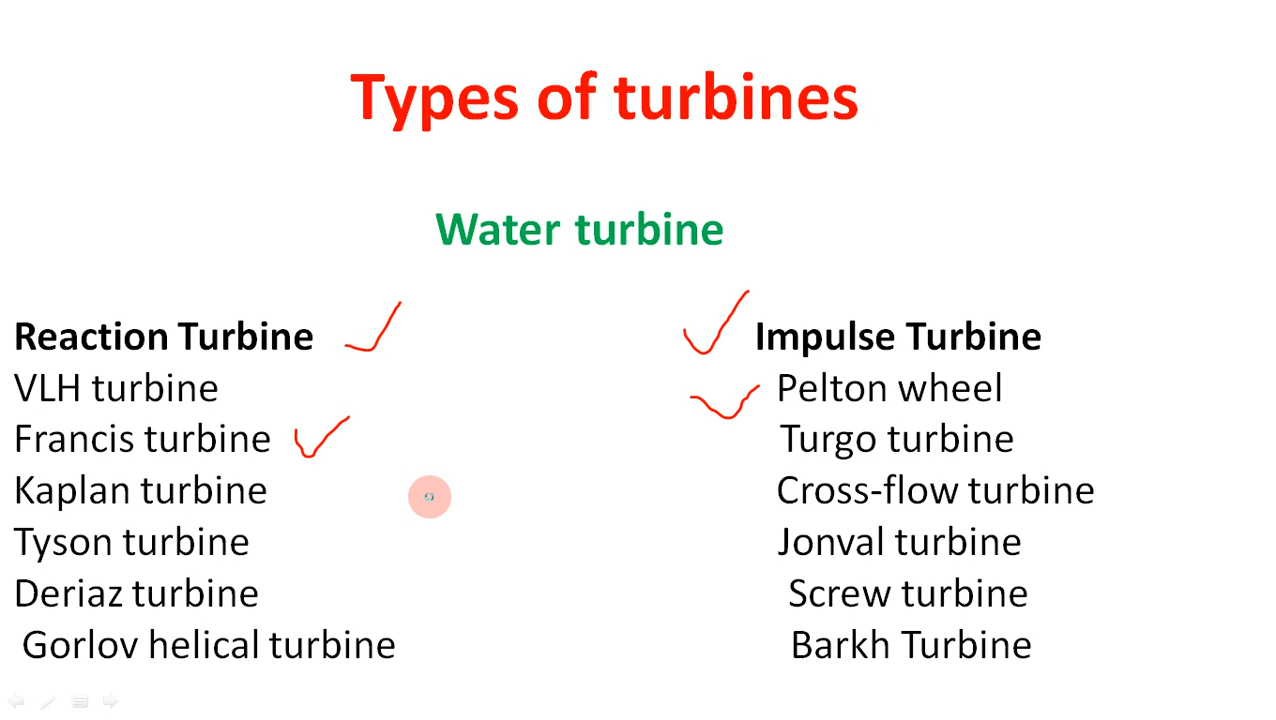 Types of turbines
Water turbine
Reaction Turbine
VLH turbine
Francis turbine
Kaplan turbine
Tyson turbine
Deriaz turbine
Gorlov helical turbine
Impulse Turbine
Pelton wheel
Turgo turbine
Cross-flow turbine
Jonval turbine
Screw turbine
Barkh Turbine